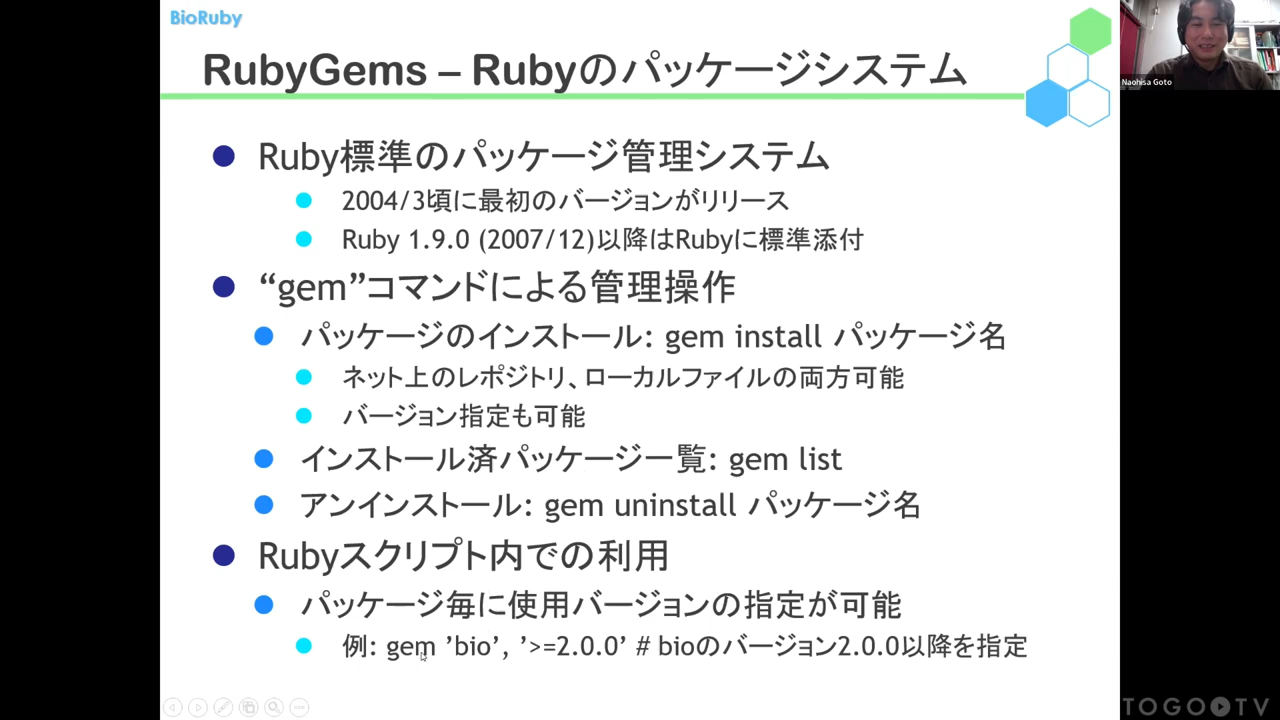 BioRuby
RubyGems – Rubyのパッケージシステム
Naohisa Goto
Ruby標準のパッケージ管理システム
2004/3頃に最初のバージョンがリリース
Ruby 1.9.0 (2007/12)以降はRubyに標準添付
“gem”コマンドによる管理操作
パッケージのインストール: gem install パッケージ名
ネット上のレポジトリ、ローカルファイルの両方可能
バージョン指定も可能
インストール済パッケージ一覧: gem list
アンインストール: gem uninstall パッケージ名
Rubyスクリプト内での利用
パッケージ毎に使用バージョンの指定が可能
例: gem ’bio’, ’>=2.0.0’ # bioのバージョン2.0.0以降を指定
TOGO TV